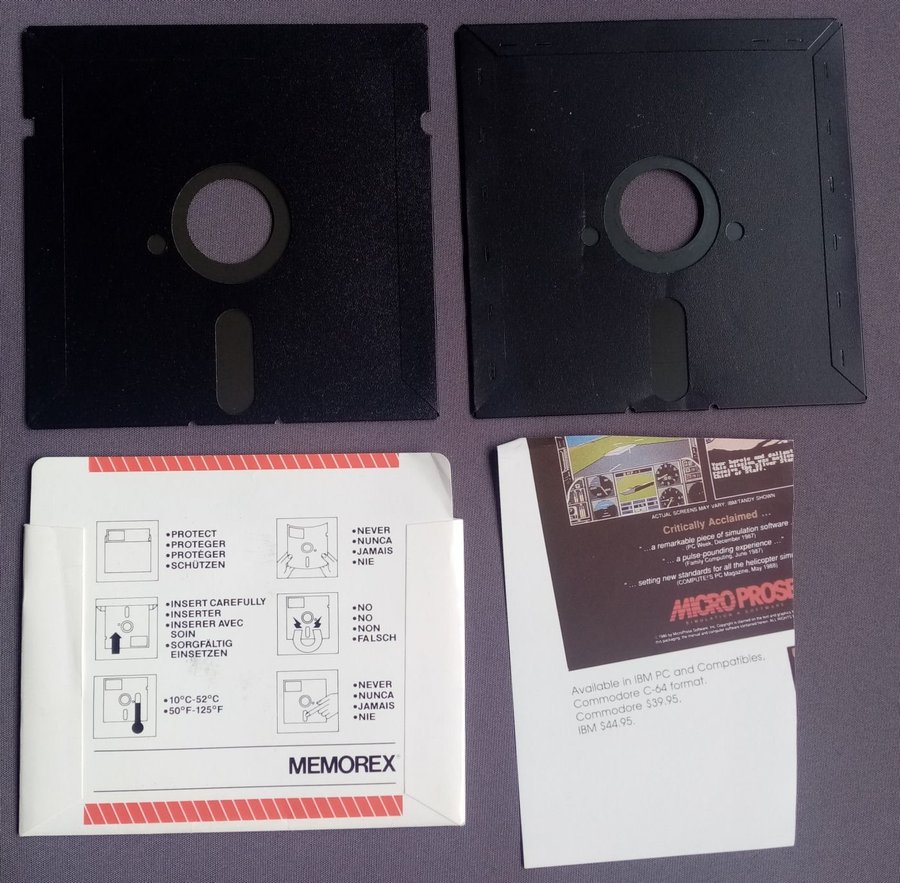 •PROTECT
•PROTEGER
•PROTÉGER
•SCHÜTZEN
•NEVER
•NUNCA
•JAMAIS
•NIE
•INSERT CAREFULLY
•INSERTER
•INSERER AVEC
SOIN
•SORGFÄLTIG
EINSETZEN
•NO
•NO
•NON
•FALSCH
•10°C-52°C
•50°F-125°F
•NEVER
•NUNCA
•JAMAIS
•NIE
MEMOREX
ACTUAL SCREENS MAY VARY: IBM/TANDY SHOWN
Critically Acclaimed ...
"...a remarkable piece of simulation software
(PC Week, December 1987)
"... a pulse-pounding experience ..."
(Family Computing, June 1987)
"... setting new standards for all the helicopter
(COMPUTE!'s PC Magazine, May 1988)
MICROPROSE
SIMULATION • SOFTWARE
Available in IBM PC and Compatibles,
Commodore C-64 format.
Commodore $39.95.
IBM $44.95.